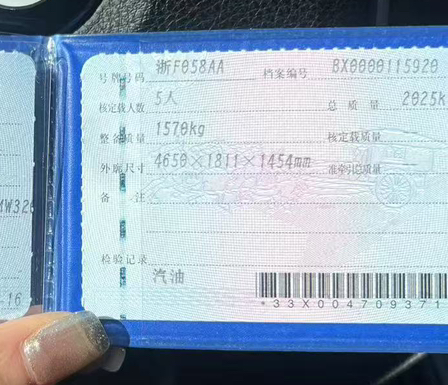 号牌号码 浙F058AA 档案编号 BX0000115920
核定载人数 5人 总质量 2025k
整备质量 1570kg 核定载质量
外廓尺寸 4650×1811×1454mm 准牵引总质量
备注
MW320
检验记录
汽油
-16
*33X004709371